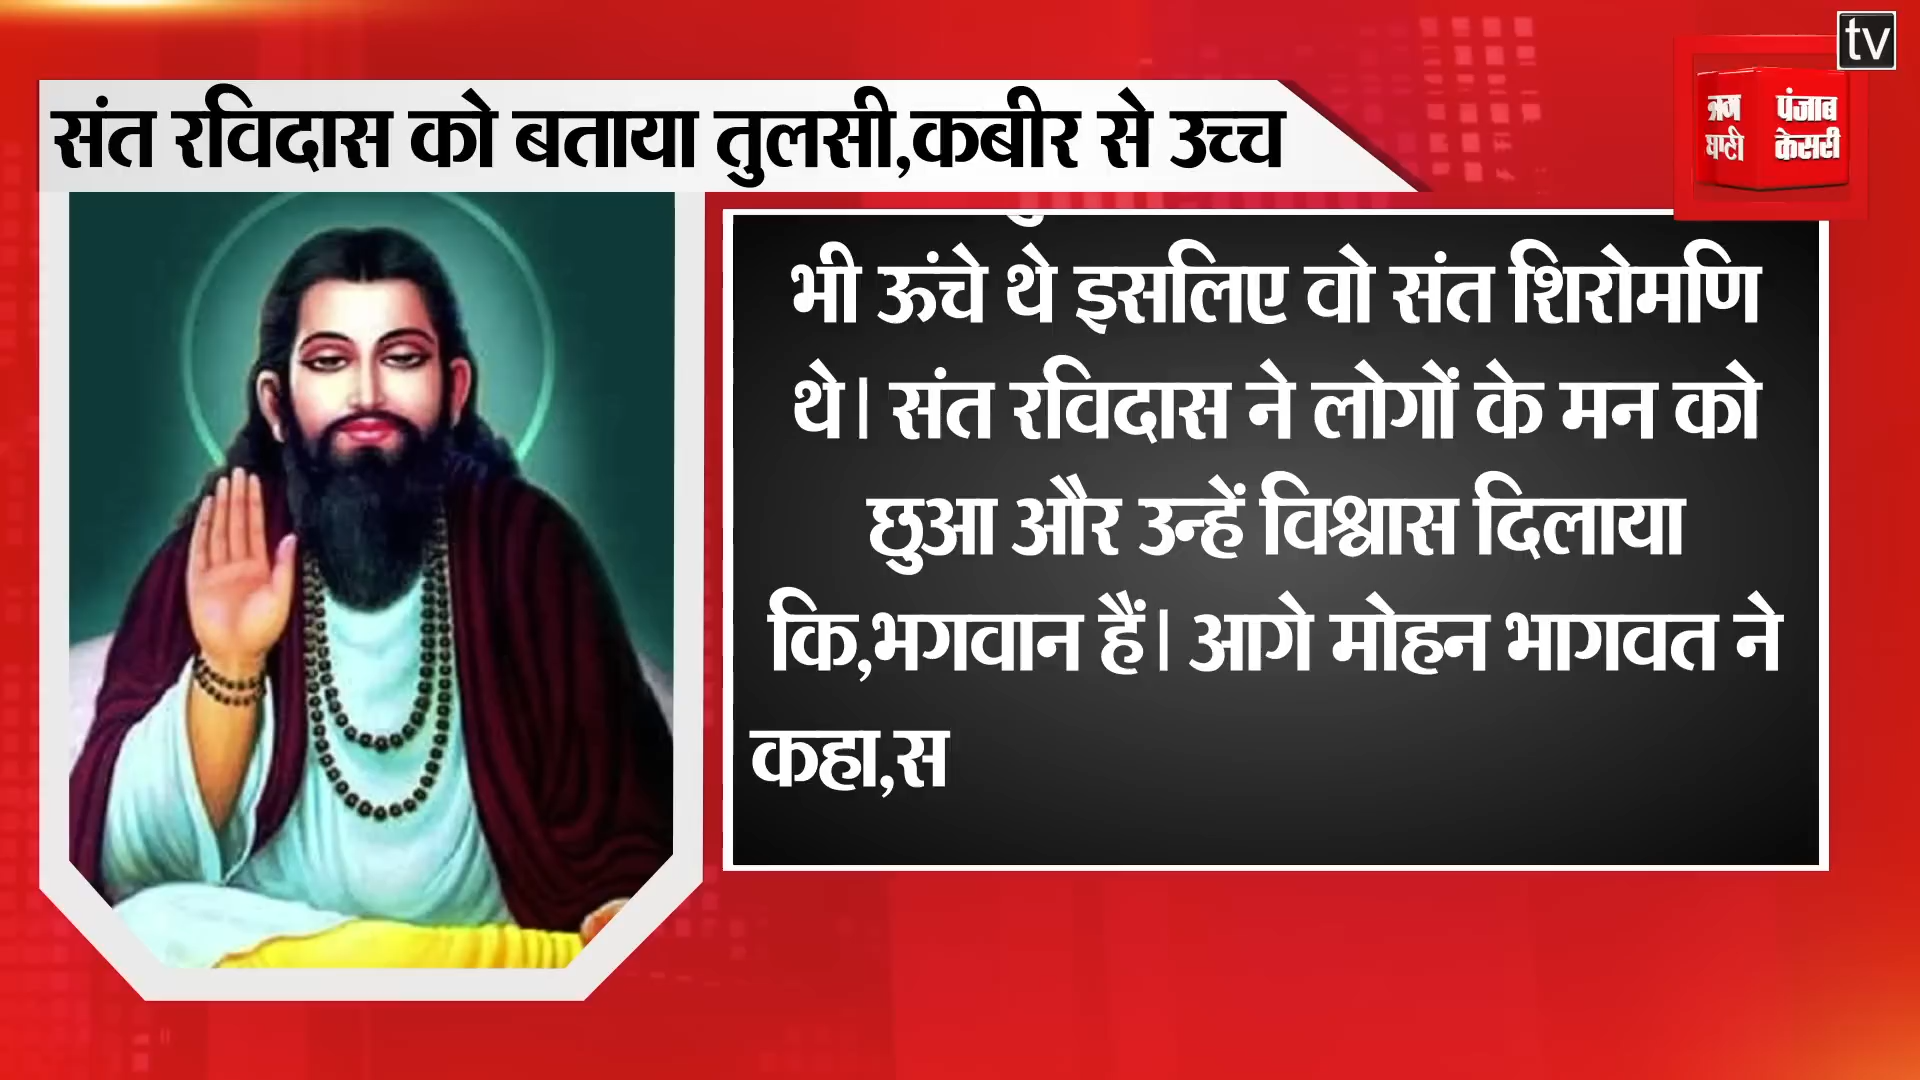 tv
पंजाब
केसरी
संत रविदास को बताया तुलसी,कबीर से उच्च
भी ऊंचे थे इसलिए वो संत शिरोमणि
थे। संत रविदास ने लोगों के मन को
छुआ और उन्हें विश्वास दिलाया
कि,भगवान हैं। आगे मोहन भागवत ने
कहा,स